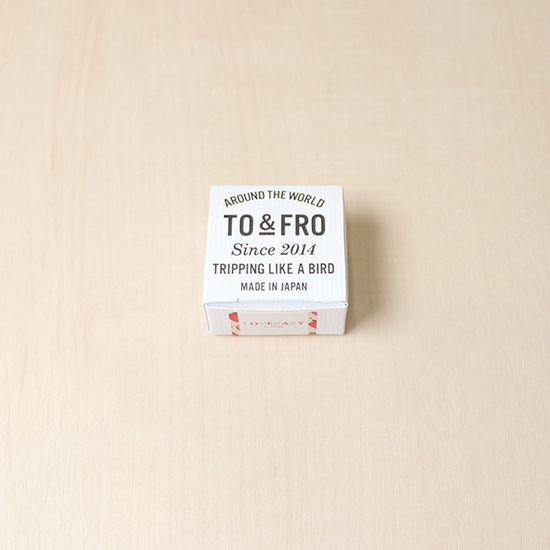 AROUND THE WORLD
TO & FRO
Since 2014
TRIPPING LIKE A BIRD
MADE IN JAPAN